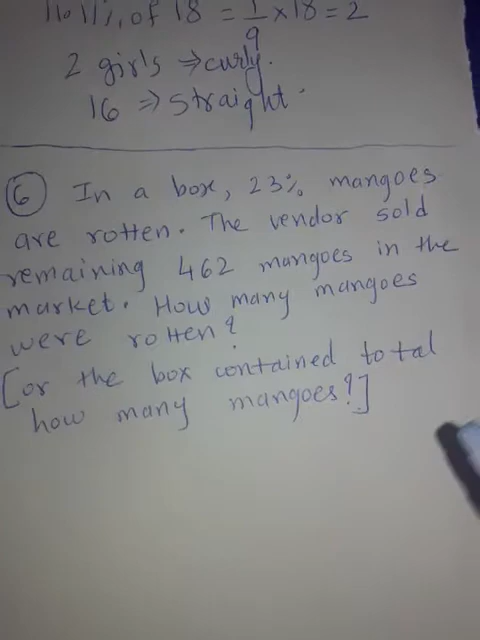 11 1/9 %, of 18 = 1/9 × 18 = 2
2 girls ⇒ curly.
16 ⇒ straight.
6 In a box, 23% mangoes
are rotten. The vendor sold
remaining 462 mangoes in the
market. How many mangoes
were rotten?
[or the box contained total
how many mangoes?]